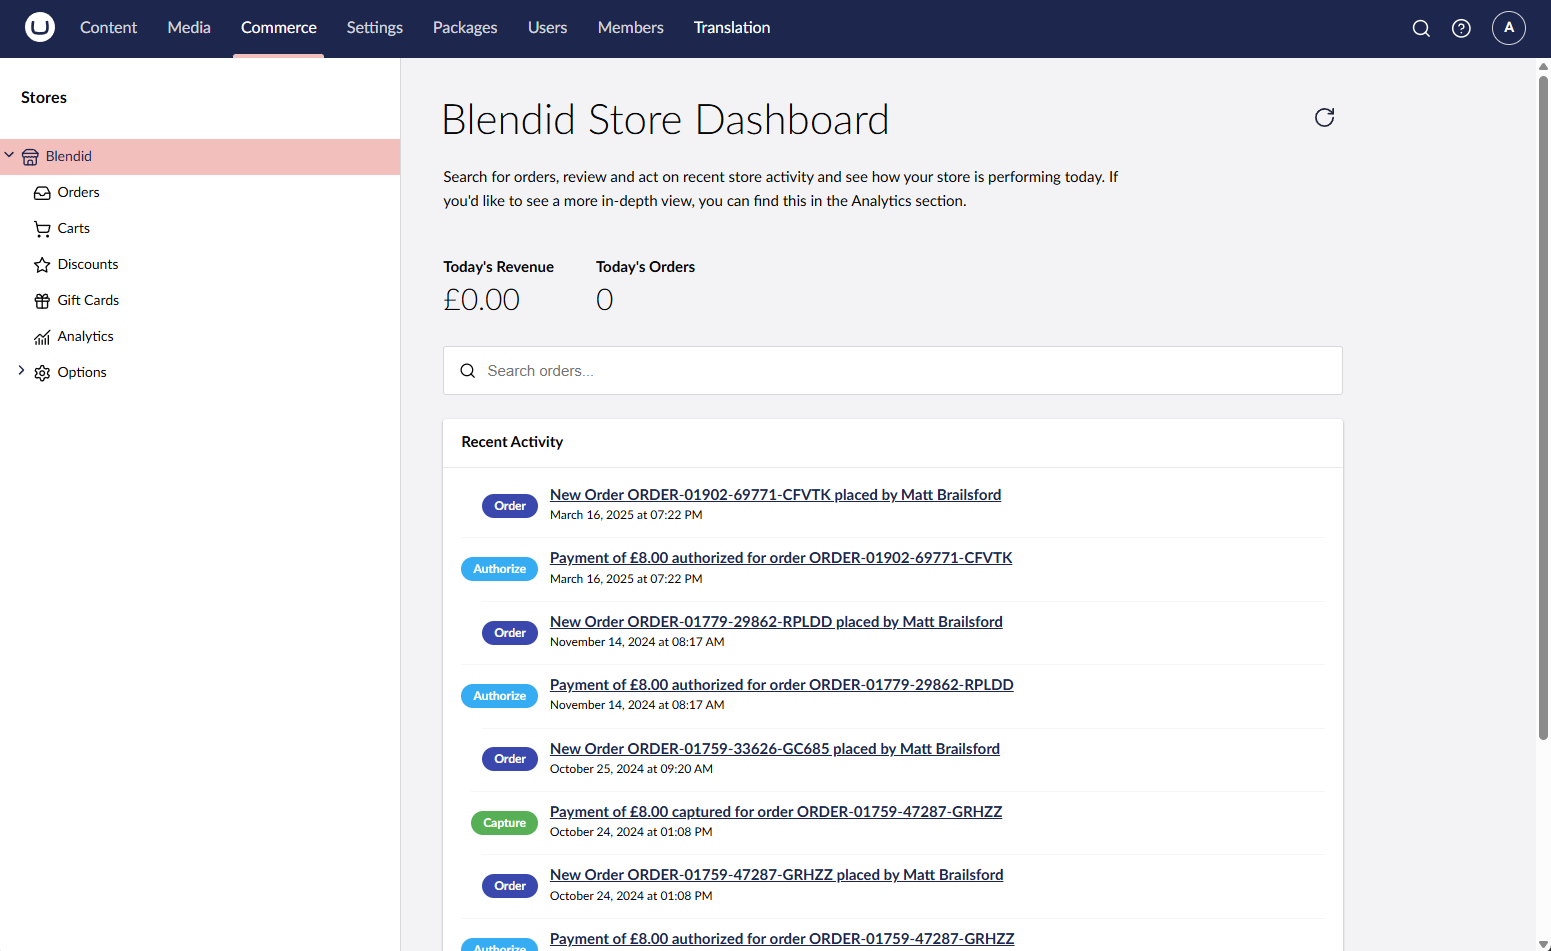 Content Media Commerce Settings Packages Users Members Translation
A
Stores
Blendid
Orders
Carts
Discounts
Gift Cards
Analytics
Options
Blendid Store Dashboard
Search for orders, review and act on recent store activity and see how your store is performing today. If
you'd like to see a more in-depth view, you can find this in the Analytics section.
Today's Revenue Today's Orders
£0.00 0
Search orders...
Recent Activity
Order New Order ORDER-01902-69771-CFVTK placed by Matt Brailsford
March 16, 2025 at 07:22 PM
Authorize Payment of £8.00 authorized for order ORDER-01902-69771-CFVTK
March 16, 2025 at 07:22 PM
Order New Order ORDER-01779-29862-RPLDD placed by Matt Brailsford
November 14, 2024 at 08:17 AM
Authorize Payment of £8.00 authorized for order ORDER-01779-29862-RPLDD
November 14, 2024 at 08:17 AM
Order New Order ORDER-01759-33626-GC685 placed by Matt Brailsford
October 25, 2024 at 09:20 AM
Capture Payment of £8.00 captured for order ORDER-01759-47287-GRHZZ
October 24, 2024 at 01:08 PM
Order New Order ORDER-01759-47287-GRHZZ placed by Matt Brailsford
October 24, 2024 at 01:08 PM
Authorize Payment of £8.00 authorized for order ORDER-01759-47287-GRHZZ